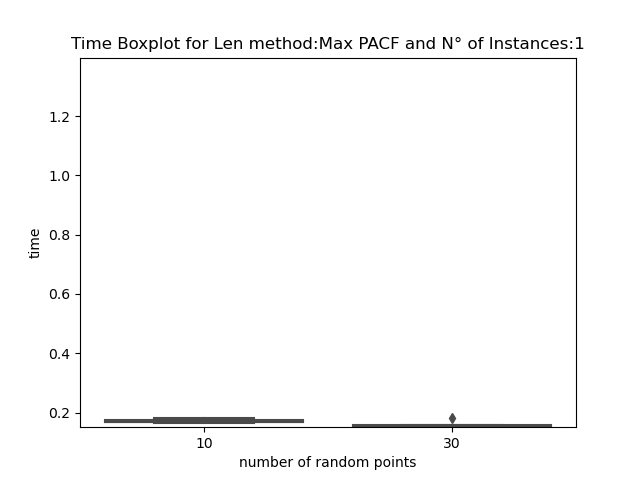 Time Boxplot for Len method:Max PACF and N° of Instances:1
1.2
1.0
0.8
0.6
0.4
0.2
time
10 30
number of random points